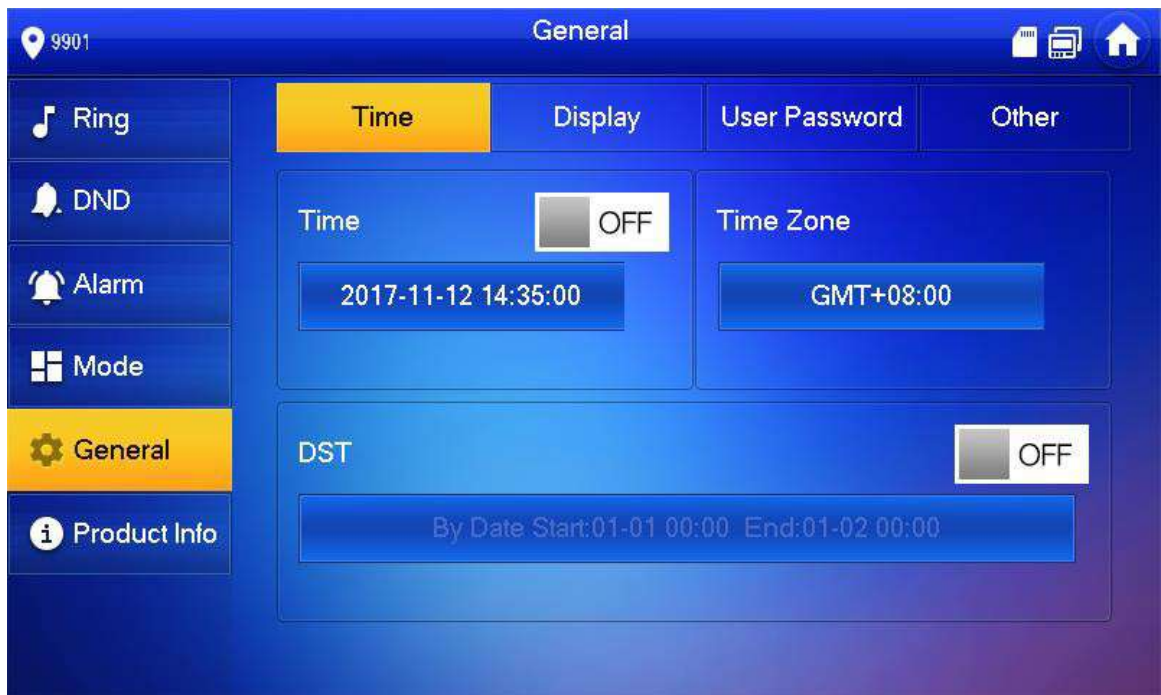 9901
General
Ring
DND
Alarm
Mode
General
Product Info
Time Display User Password Other
Time OFF
2017-11-12 14:35:00
Time Zone
GMT+08:00
DST OFF
By Date Start:01-01 00:00 End:01-02 00:00